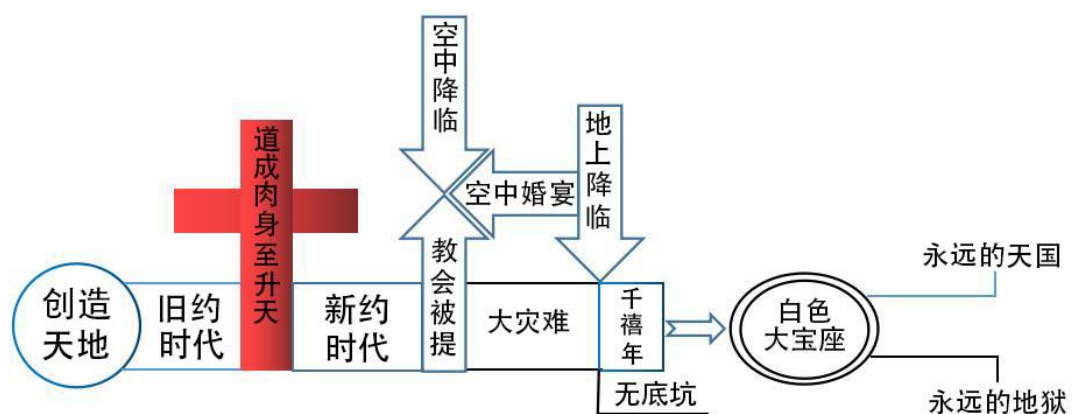 创造
天地
旧约
时代
道成肉身至升天
新约
时代
空中降临
教会被提
空中婚宴
大灾难
地上降临
千禧年
无底坑
白色
大宝座
永远的天国
永远的地狱